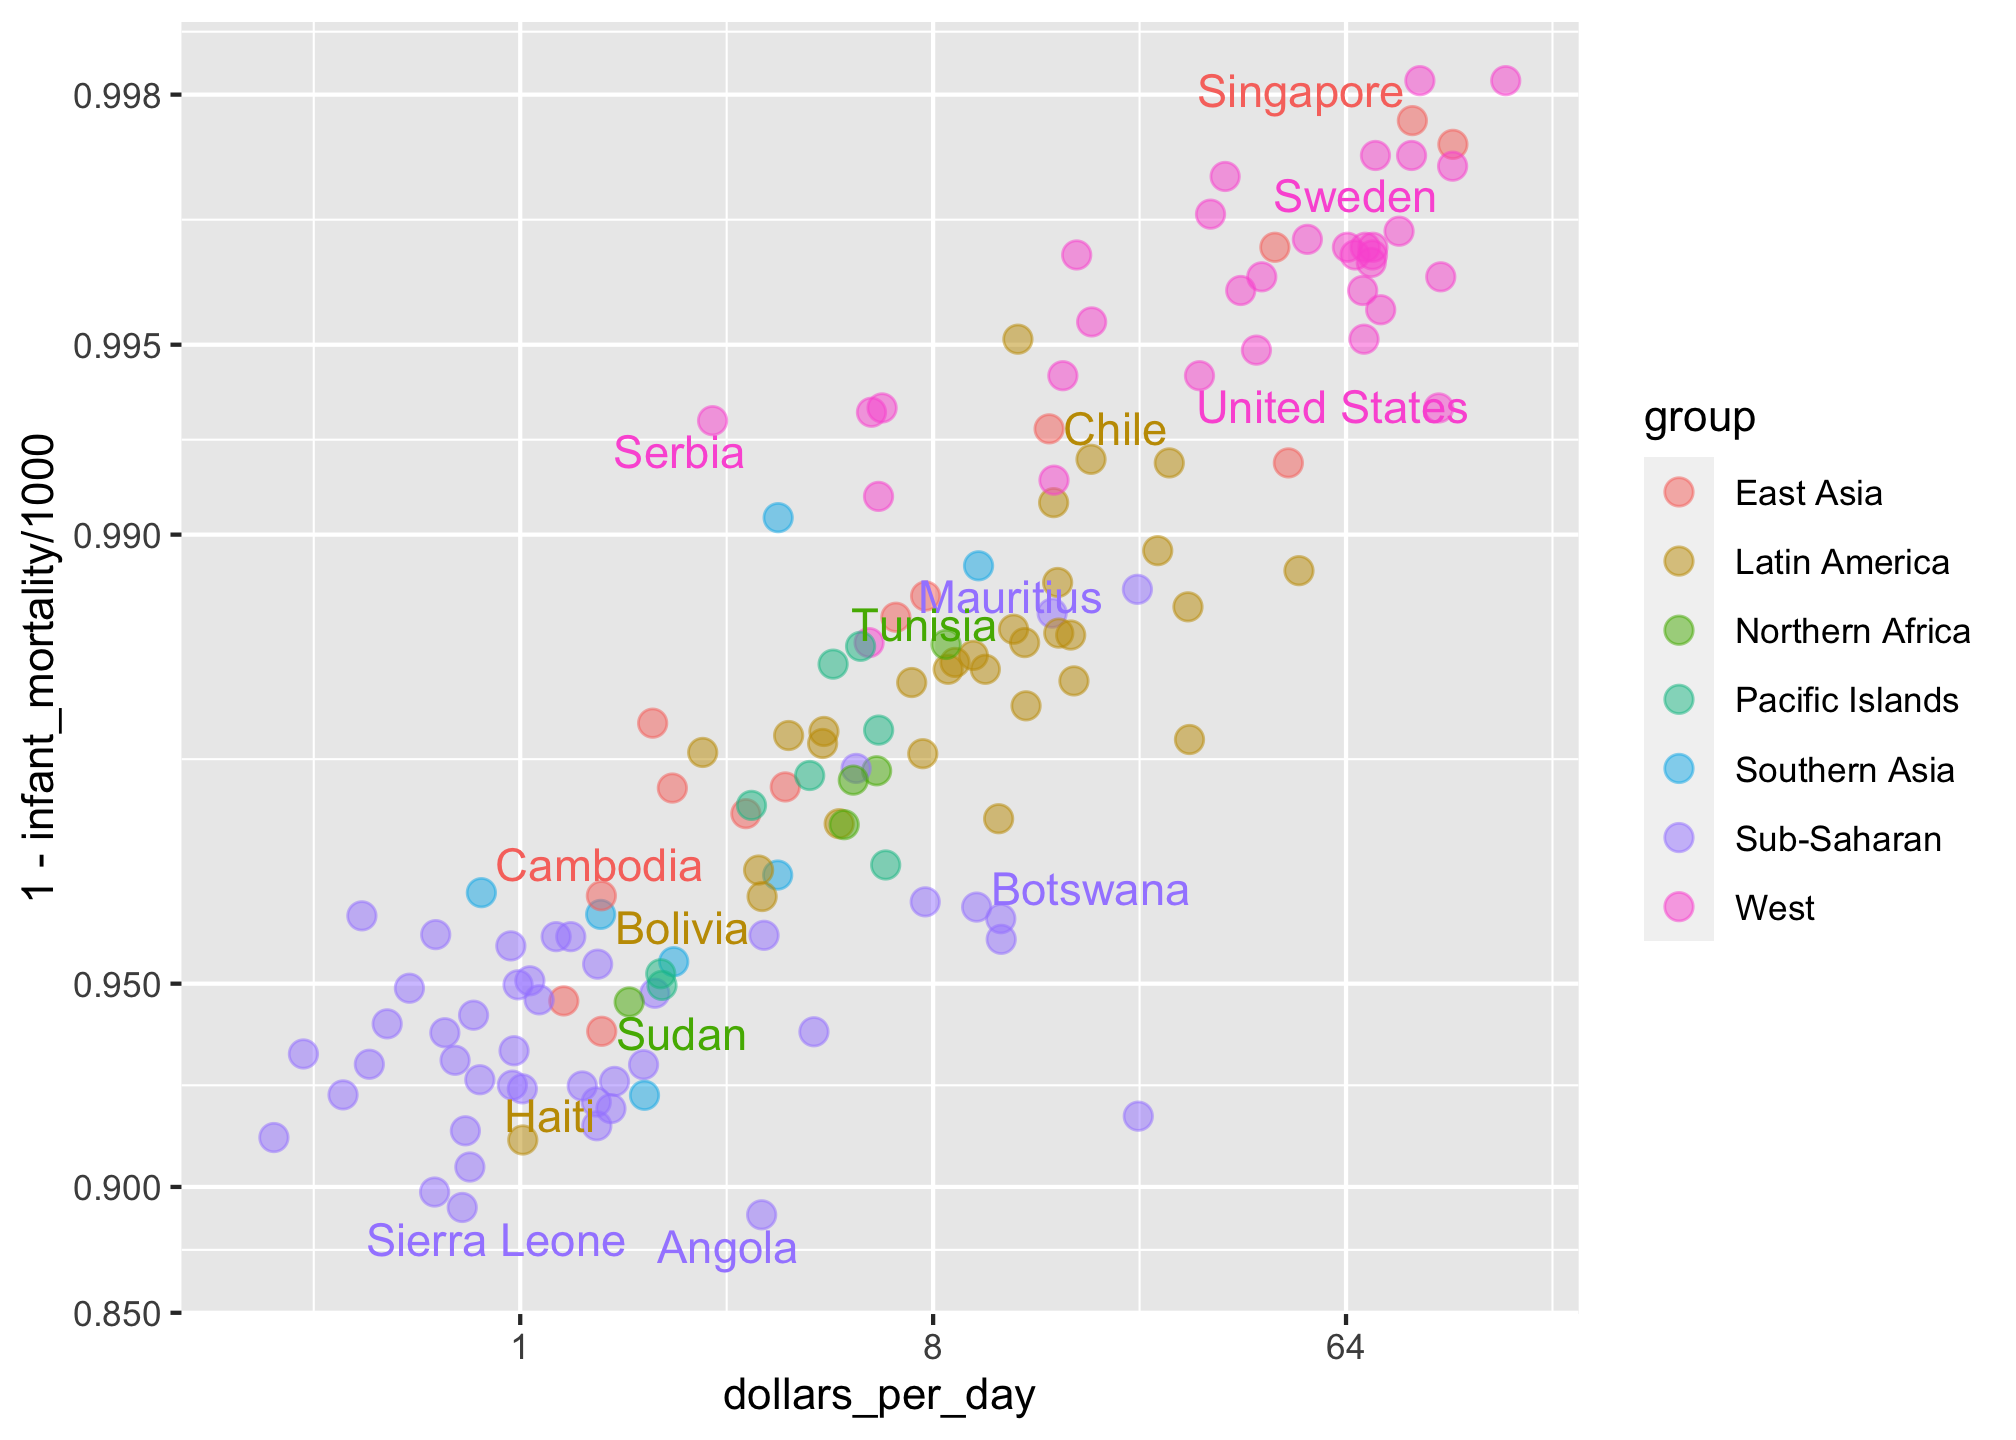 0.998
0.995
0.990
0.950
0.900
0.850
1 - infant_mortality/1000
Singapore
Sweden
United States
Chile
Serbia
Mauritius
Tunisia
Cambodia
Botswana
Bolivia
Sudan
Haiti
Sierra Leone
Angola
1
8
64
dollars_per_day
group
East Asia
Latin America
Northern Africa
Pacific Islands
Southern Asia
Sub-Saharan
West